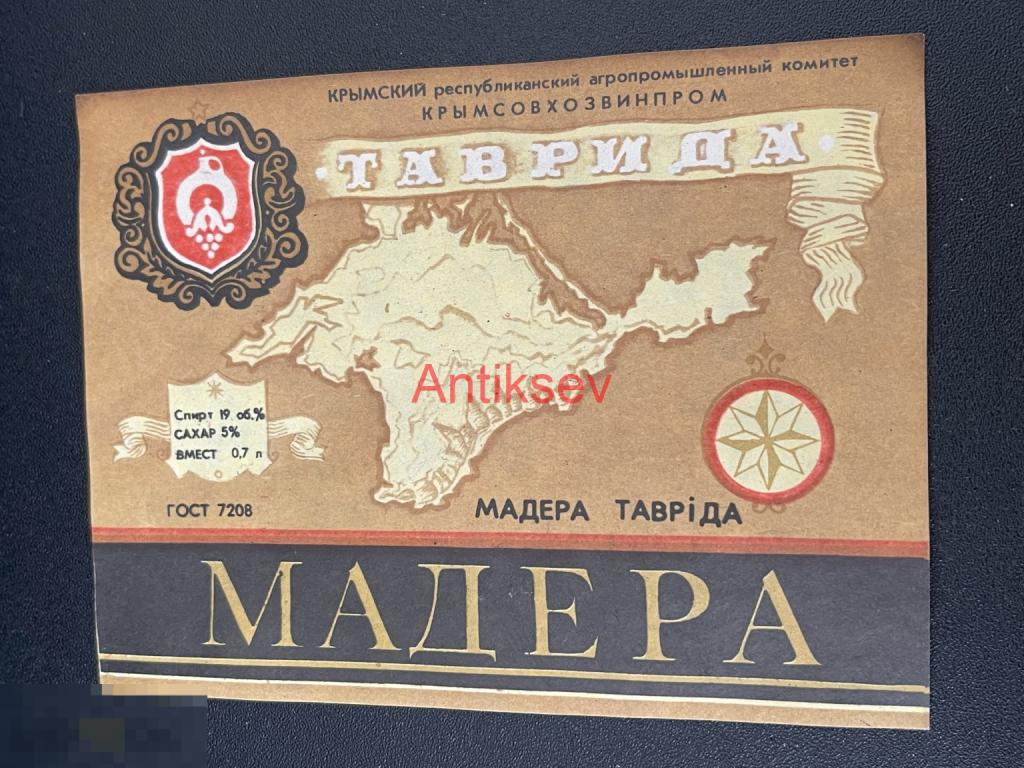 КРЫМСКИЙ республиканский агропромышленный комитет
КРЫМСОВХОЗВИНПРОМ
·ТАВРИДА·
Antiksev
Спирт 19 об.%
САХАР 5%
ВМЕСТ 0,7 л
ГОСТ 7208
МАДЕРА ТАВРіДА
МАДЕРА